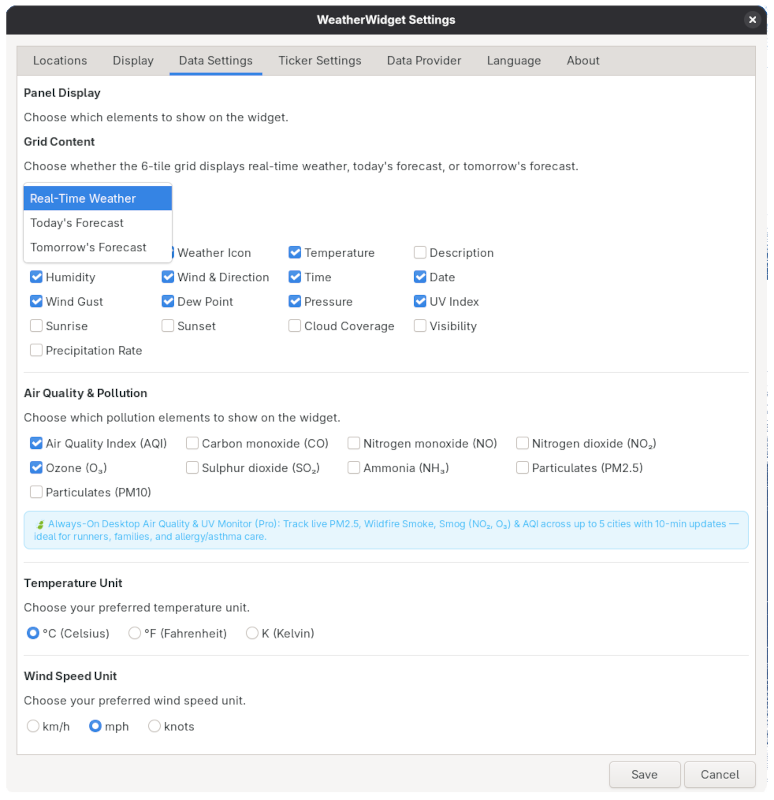 WeatherWidget Settings
Locations Display Data Settings Ticker Settings Data Provider Language About
Panel Display
Choose which elements to show on the widget.
Grid Content
Choose whether the 6-tile grid displays real-time weather, today's forecast, or tomorrow's forecast.
Real-Time Weather
Today's Forecast
Tomorrow's Forecast
Weather Icon Temperature Description
Humidity Wind & Direction Time Date
Wind Gust Dew Point Pressure UV Index
Sunrise Sunset Cloud Coverage Visibility
Precipitation Rate
Air Quality & Pollution
Choose which pollution elements to show on the widget.
Air Quality Index (AQI) Carbon monoxide (CO) Nitrogen monoxide (NO) Nitrogen dioxide (NO₂)
Ozone (O₃) Sulphur dioxide (SO₂) Ammonia (NH₃) Particulates (PM2.5)
Particulates (PM10)
Always-On Desktop Air Quality & UV Monitor (Pro): Track live PM2.5, Wildfire Smoke, Smog (NO₂, O₃) & AQI across up to 5 cities with 10-min updates —
ideal for runners, families, and allergy/asthma care.
Temperature Unit
Choose your preferred temperature unit.
°C (Celsius) °F (Fahrenheit) K (Kelvin)
Wind Speed Unit
Choose your preferred wind speed unit.
km/h mph knots
Save Cancel